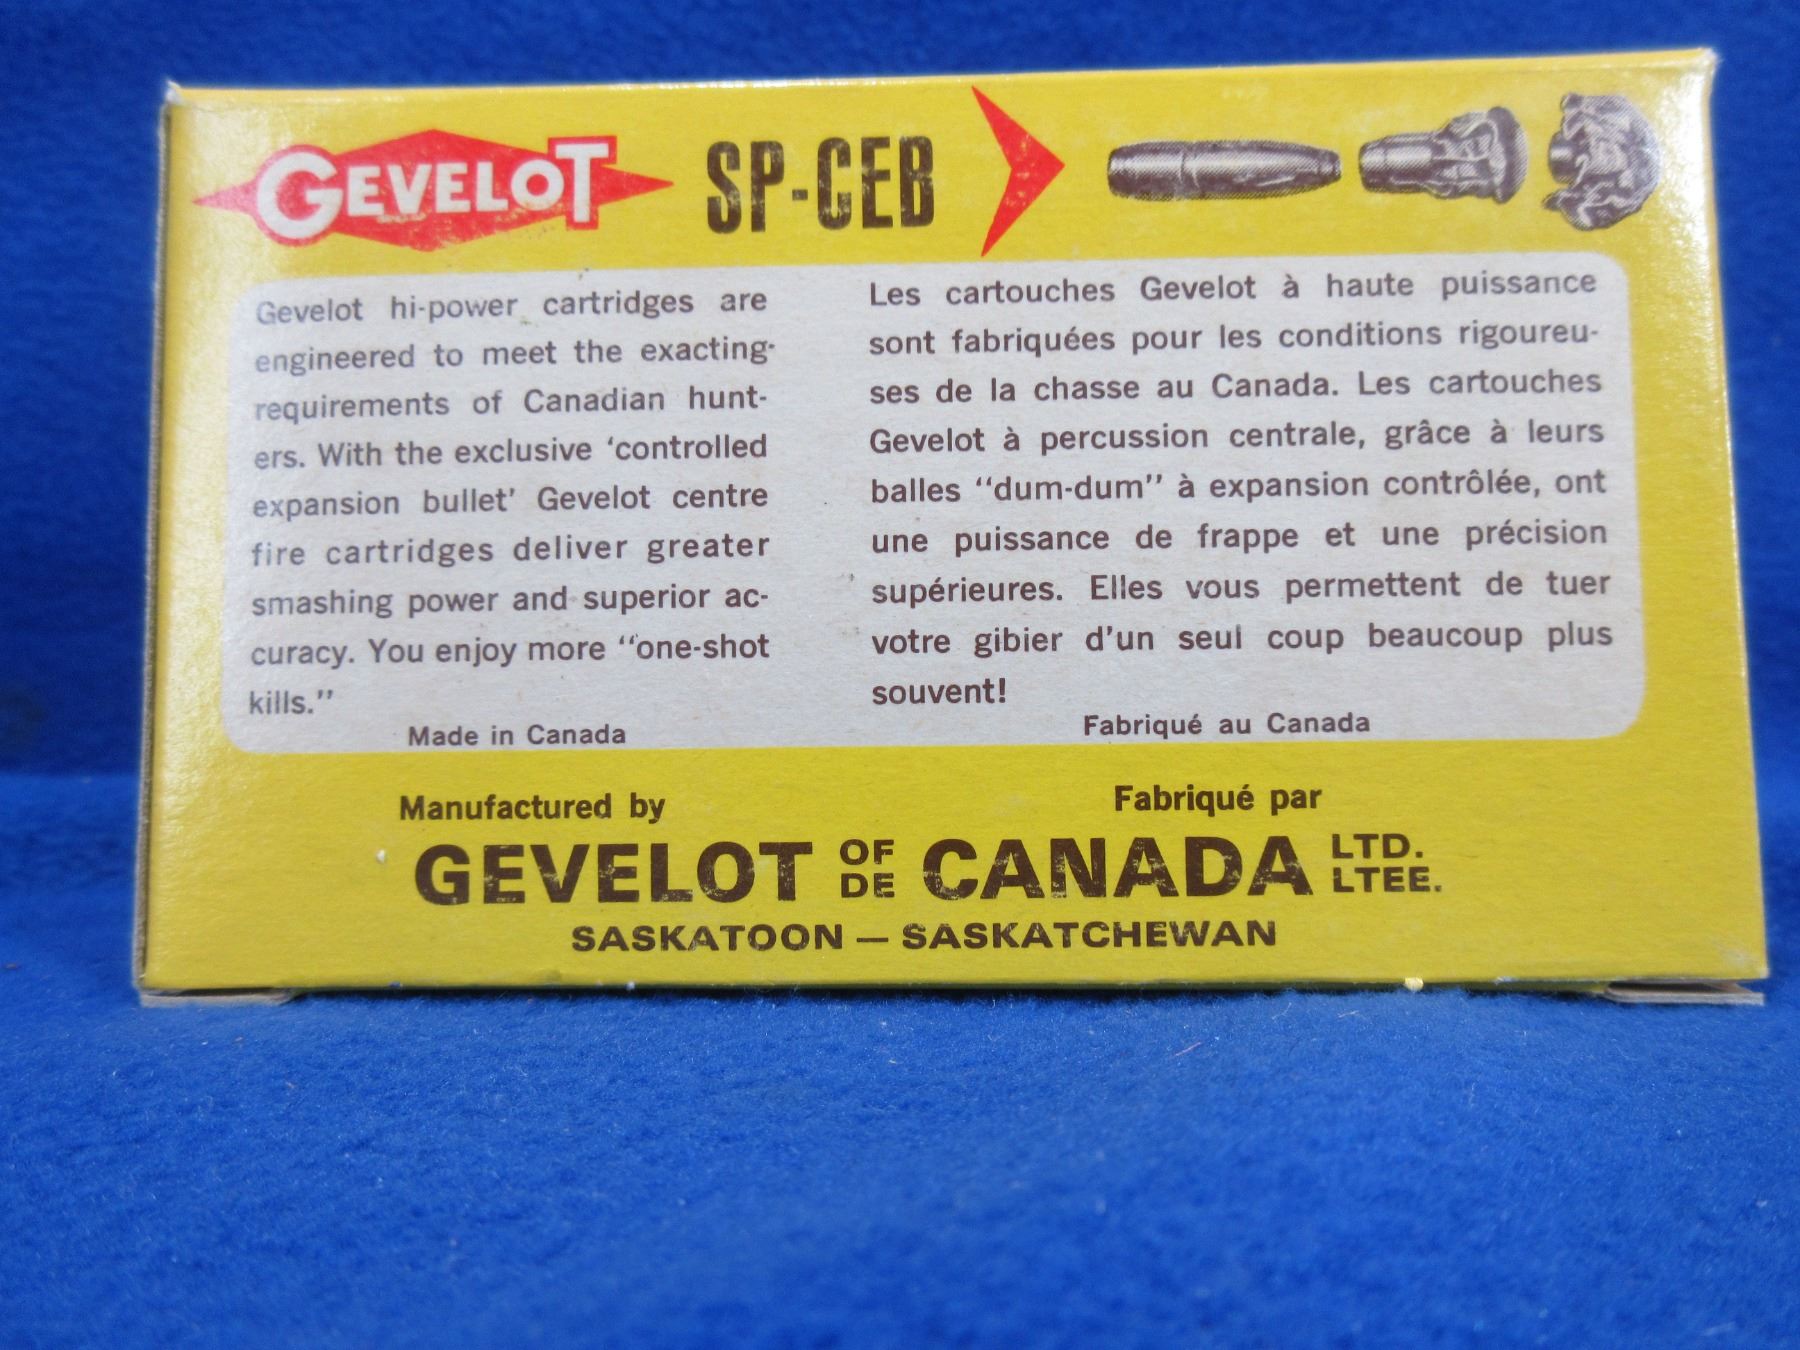 GEVELOT SP-CEB
Gevelot hi-power cartridges are
engineered to meet the exacting
requirements of Canadian hunt-
ers. With the exclusive ‘controlled
expansion bullet’ Gevelot centre
fire cartridges deliver greater
smashing power and superior ac-
curacy. You enjoy more “one-shot
kills.”
Made in Canada
Les cartouches Gevelot à haute puissance
sont fabriquées pour les conditions rigoureu-
ses de la chasse au Canada. Les cartouches
Gevelot à percussion centrale, grâce à leurs
balles “dum-dum” à expansion contrôlée, ont
une puissance de frappe et une précision
supérieures. Elles vous permettent de tuer
votre gibier d’un seul coup beaucoup plus
souvent!
Fabriqué au Canada
Manufactured by
Fabriqué par
GEVELOT OF DE CANADA LTD. LTEE.
SASKATOON — SASKATCHEWAN